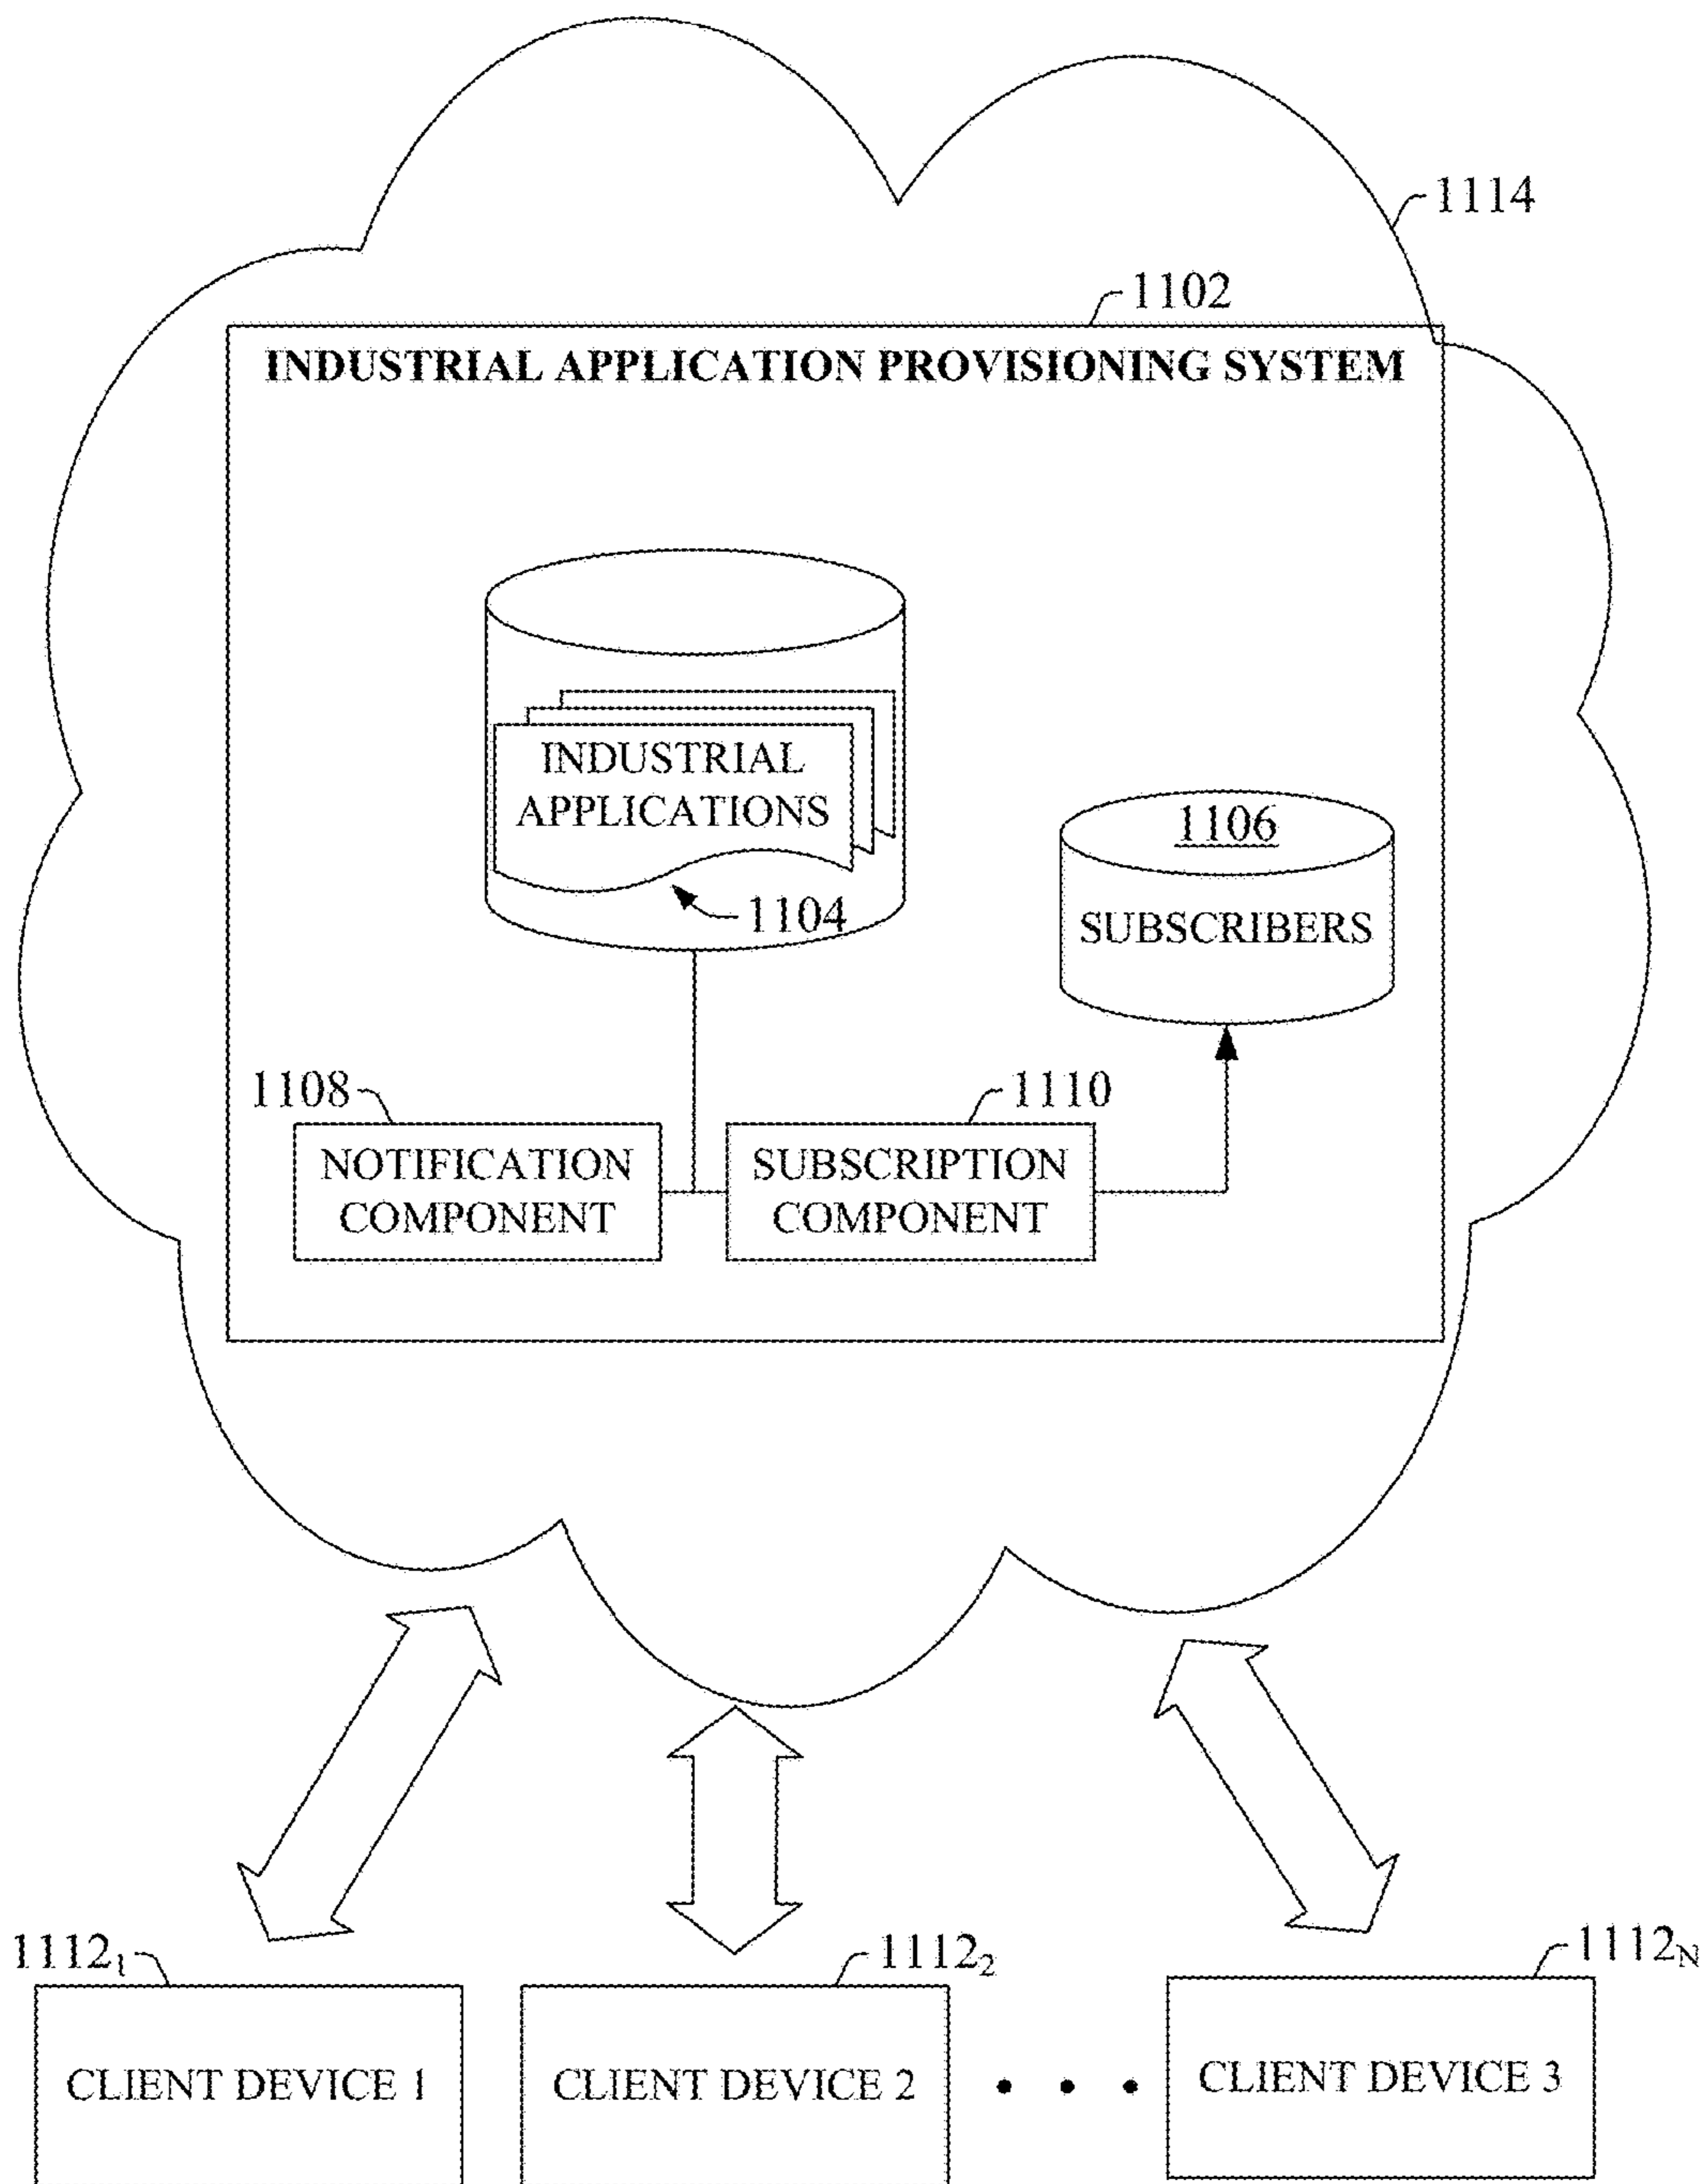 1114
1102
INDUSTRIAL APPLICATION PROVISIONING SYSTEM
INDUSTRIAL
APPLICATIONS
1104
1106
SUBSCRIBERS
1108
1110
NOTIFICATION
COMPONENT
SUBSCRIPTION
COMPONENT
1112₁
1112₂
1112_N
CLIENT DEVICE 1
CLIENT DEVICE 2
• • •
CLIENT DEVICE 3